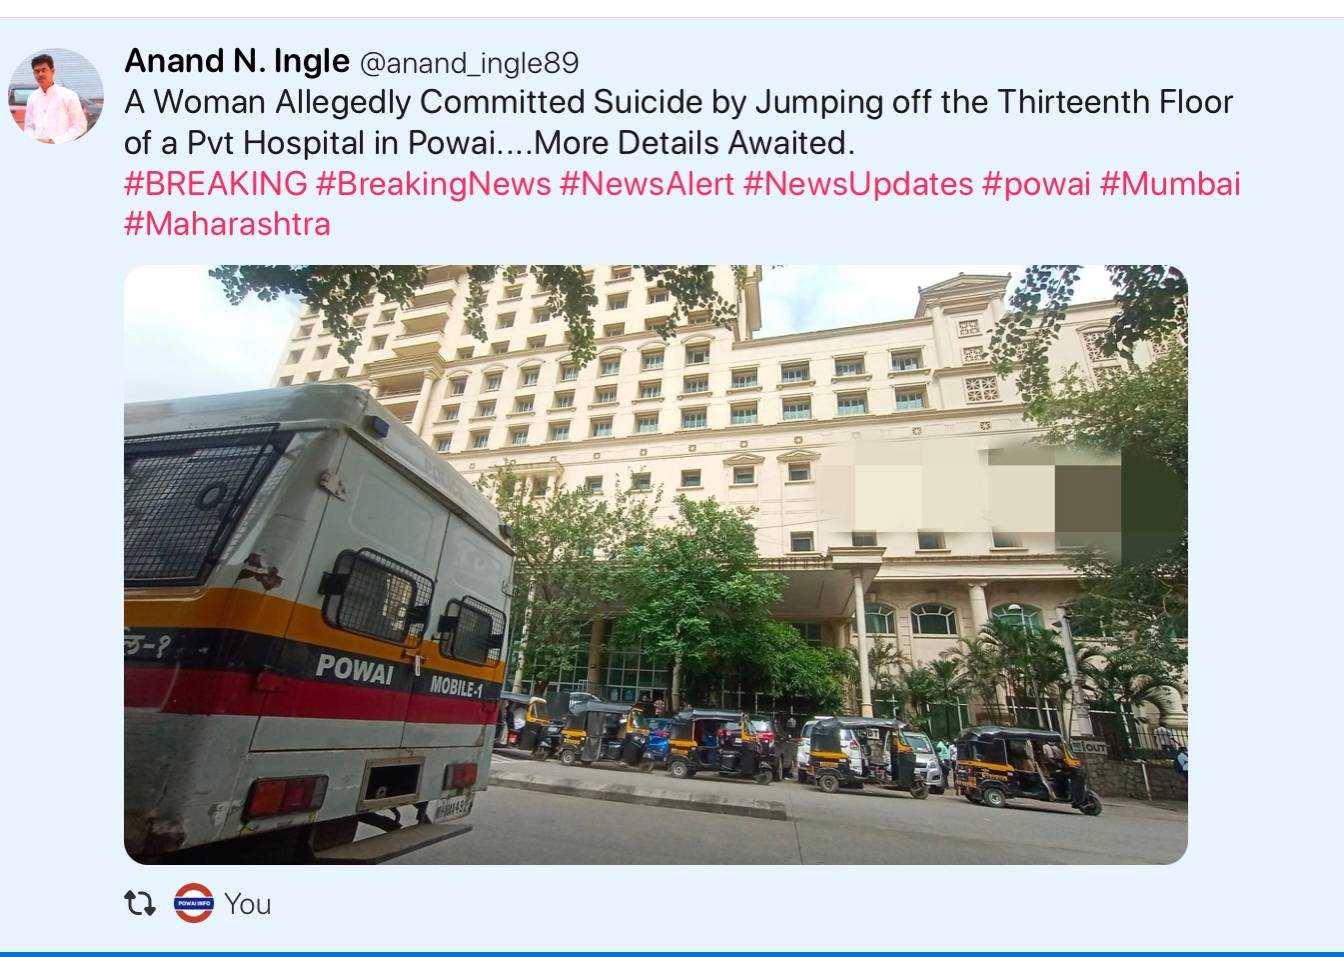 Anand N. Ingle @anand_ingle89
A Woman Allegedly Committed Suicide by Jumping off the Thirteenth Floor
of a Pvt Hospital in Powai....More Details Awaited.
#BREAKING #BreakingNews #NewsAlert #NewsUpdates #powai #Mumbai
#Maharashtra
POWAI
MOBILE-1
OUT
POWAI INFO
You